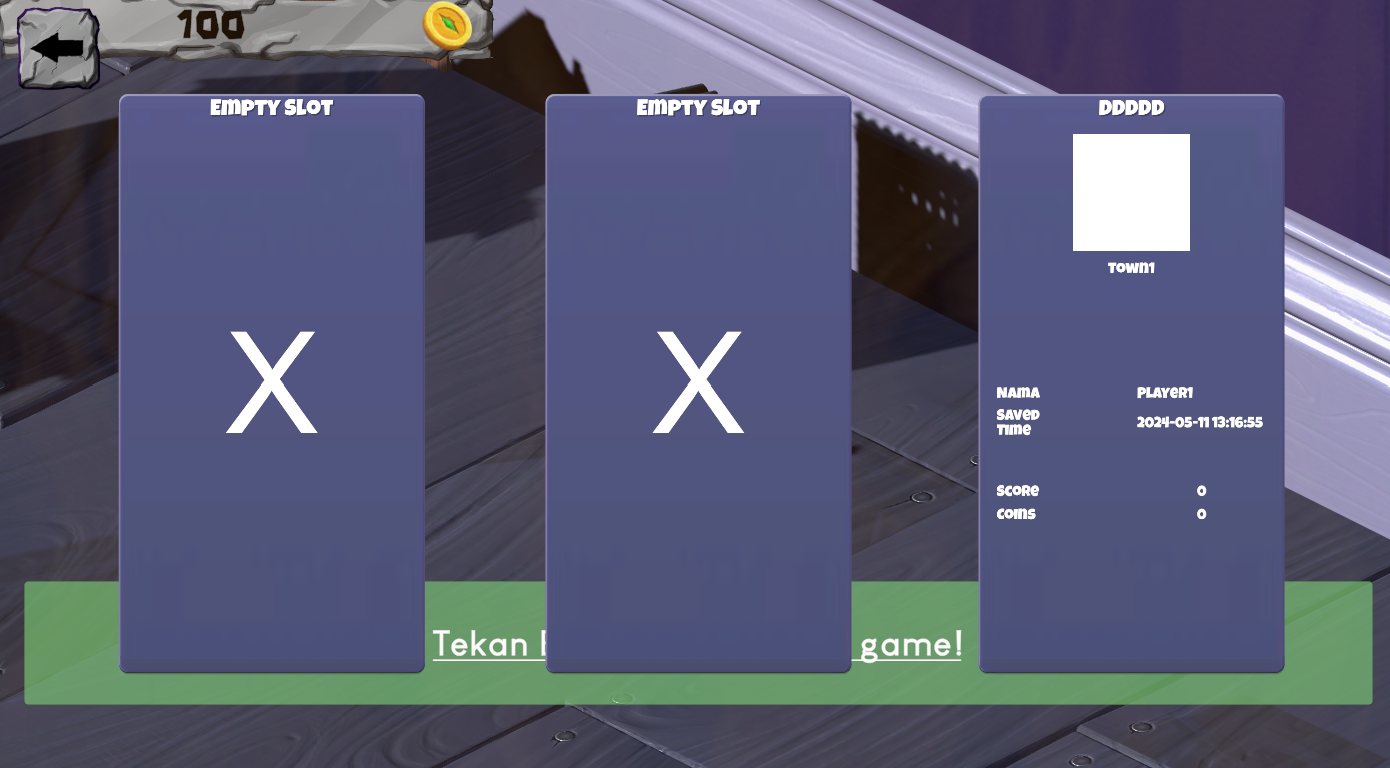 100
EMPTY SLOT
EMPTY SLOT
DDDDD
X
X
TOWN1
NAMA PLAYER1
SAVED
TIME
2024-05-11 13:16:55
SCORE 0
COINS 0
Tekan game!